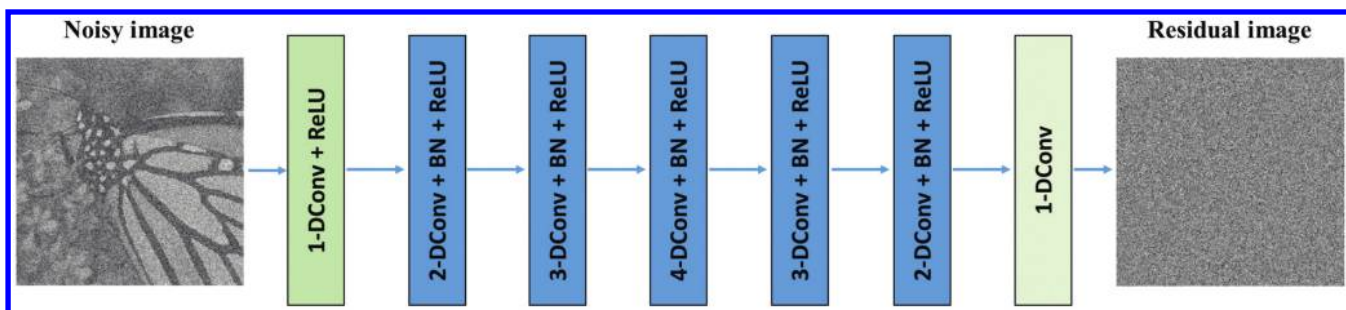 Noisy image
1-DConv + ReLU
2-DConv + BN + ReLU
3-DConv + BN + ReLU
4-DConv + BN + ReLU
3-DConv + BN + ReLU
2-DConv + BN + ReLU
1-DConv
Residual image